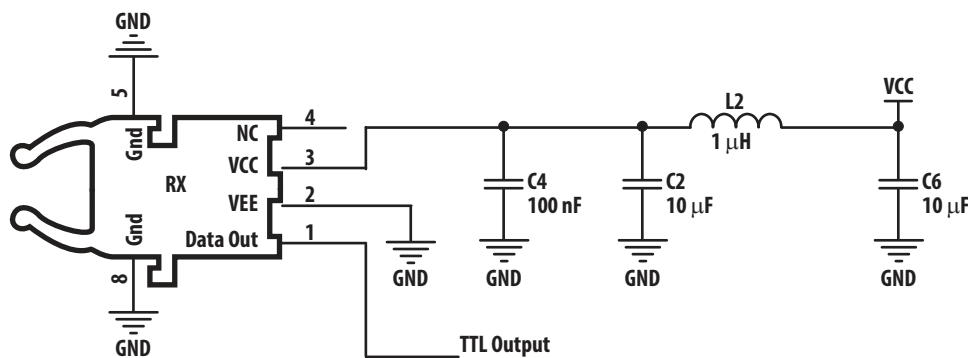 GND
5
Gnd
NC
4
VCC
3
RX
VEE
2
Gnd
Data Out
1
8
GND
GND
TTL Output
C4
100 nF
GND
C2
10 μF
GND
L2
1 μH
VCC
C6
10 μF
GND